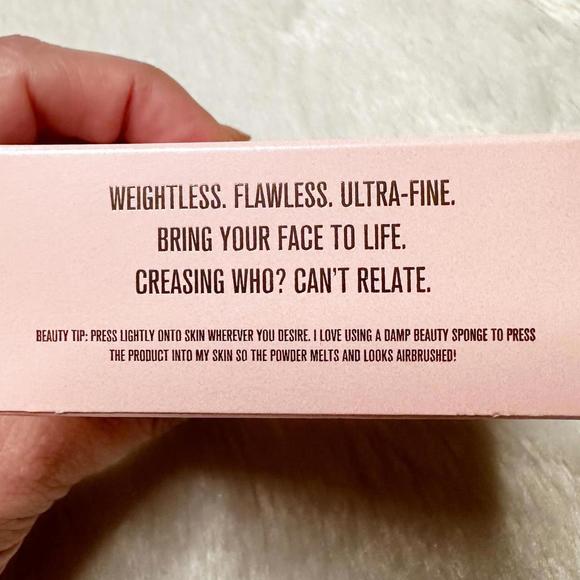 WEIGHTLESS. FLAWLESS. ULTRA-FINE.
BRING YOUR FACE TO LIFE.
CREASING WHO? CAN'T RELATE.
BEAUTY TIP: PRESS LIGHTLY ONTO SKIN WHEREVER YOU DESIRE. I LOVE USING A DAMP BEAUTY SPONGE TO PRESS
THE PRODUCT INTO MY SKIN SO THE POWDER MELTS AND LOOKS AIRBRUSHED!